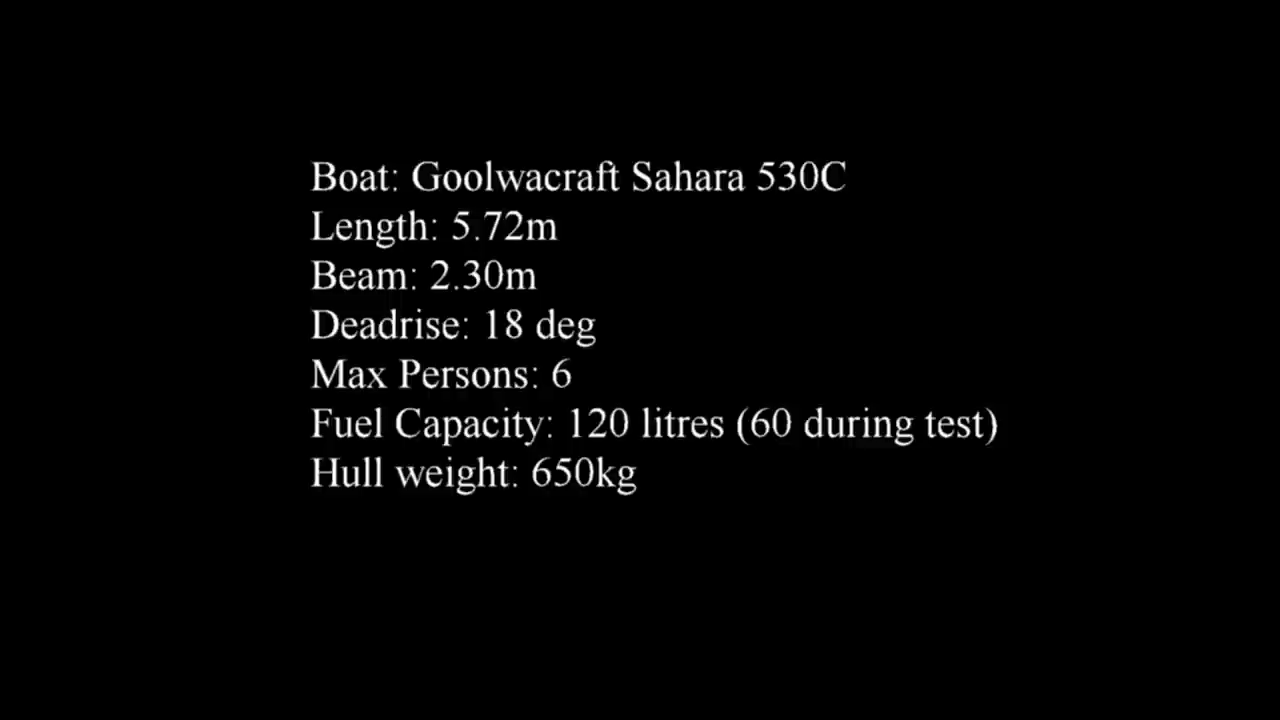 Boat: Goolwacraft Sahara 530C
Length: 5.72m
Beam: 2.30m
Deadrise: 18 deg
Max Persons: 6
Fuel Capacity: 120 litres (60 during test)
Hull weight: 650kg